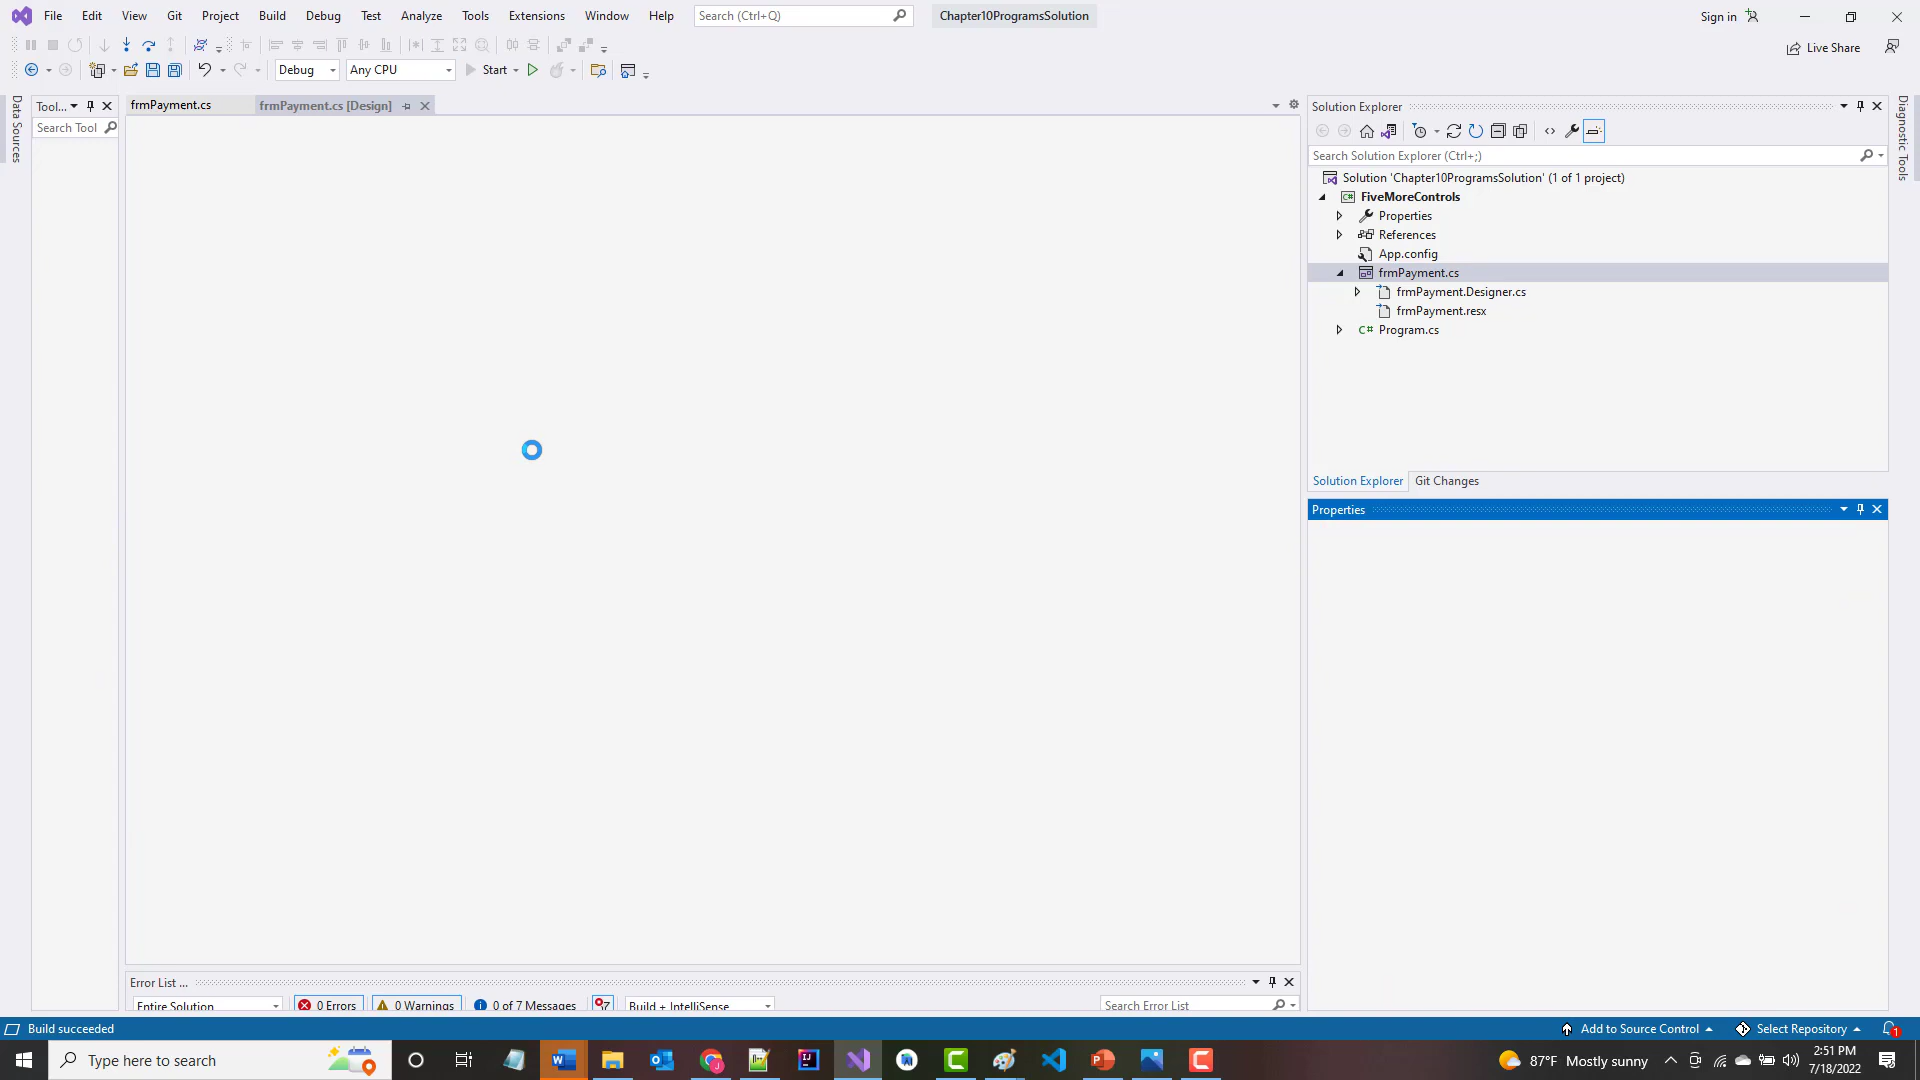 File Edit View Git Project Build Debug Test Analyze Tools Extensions Window Help Search (Ctrl+Q) Chapter10ProgramsSolution Sign in
Live Share
Debug Any CPU Start
Data Sources
Tool...
Search Tool
frmPayment.cs frmPayment.cs [Design]
Solution Explorer
Search Solution Explorer (Ctrl+;)
Solution 'Chapter10ProgramsSolution' (1 of 1 project)
FiveMoreControls
Properties
References
App.config
frmPayment.cs
frmPayment.Designer.cs
frmPayment.resx
Program.cs
Solution Explorer Git Changes
Properties
Diagnostic Tools
Error List ...
Entire Solution 0 Errors 0 Warnings 0 of 7 Messages Build + IntelliSense Search Error List
Build succeeded Add to Source Control Select Repository 1
Type here to search 87°F Mostly sunny 2:51 PM
7/18/2022